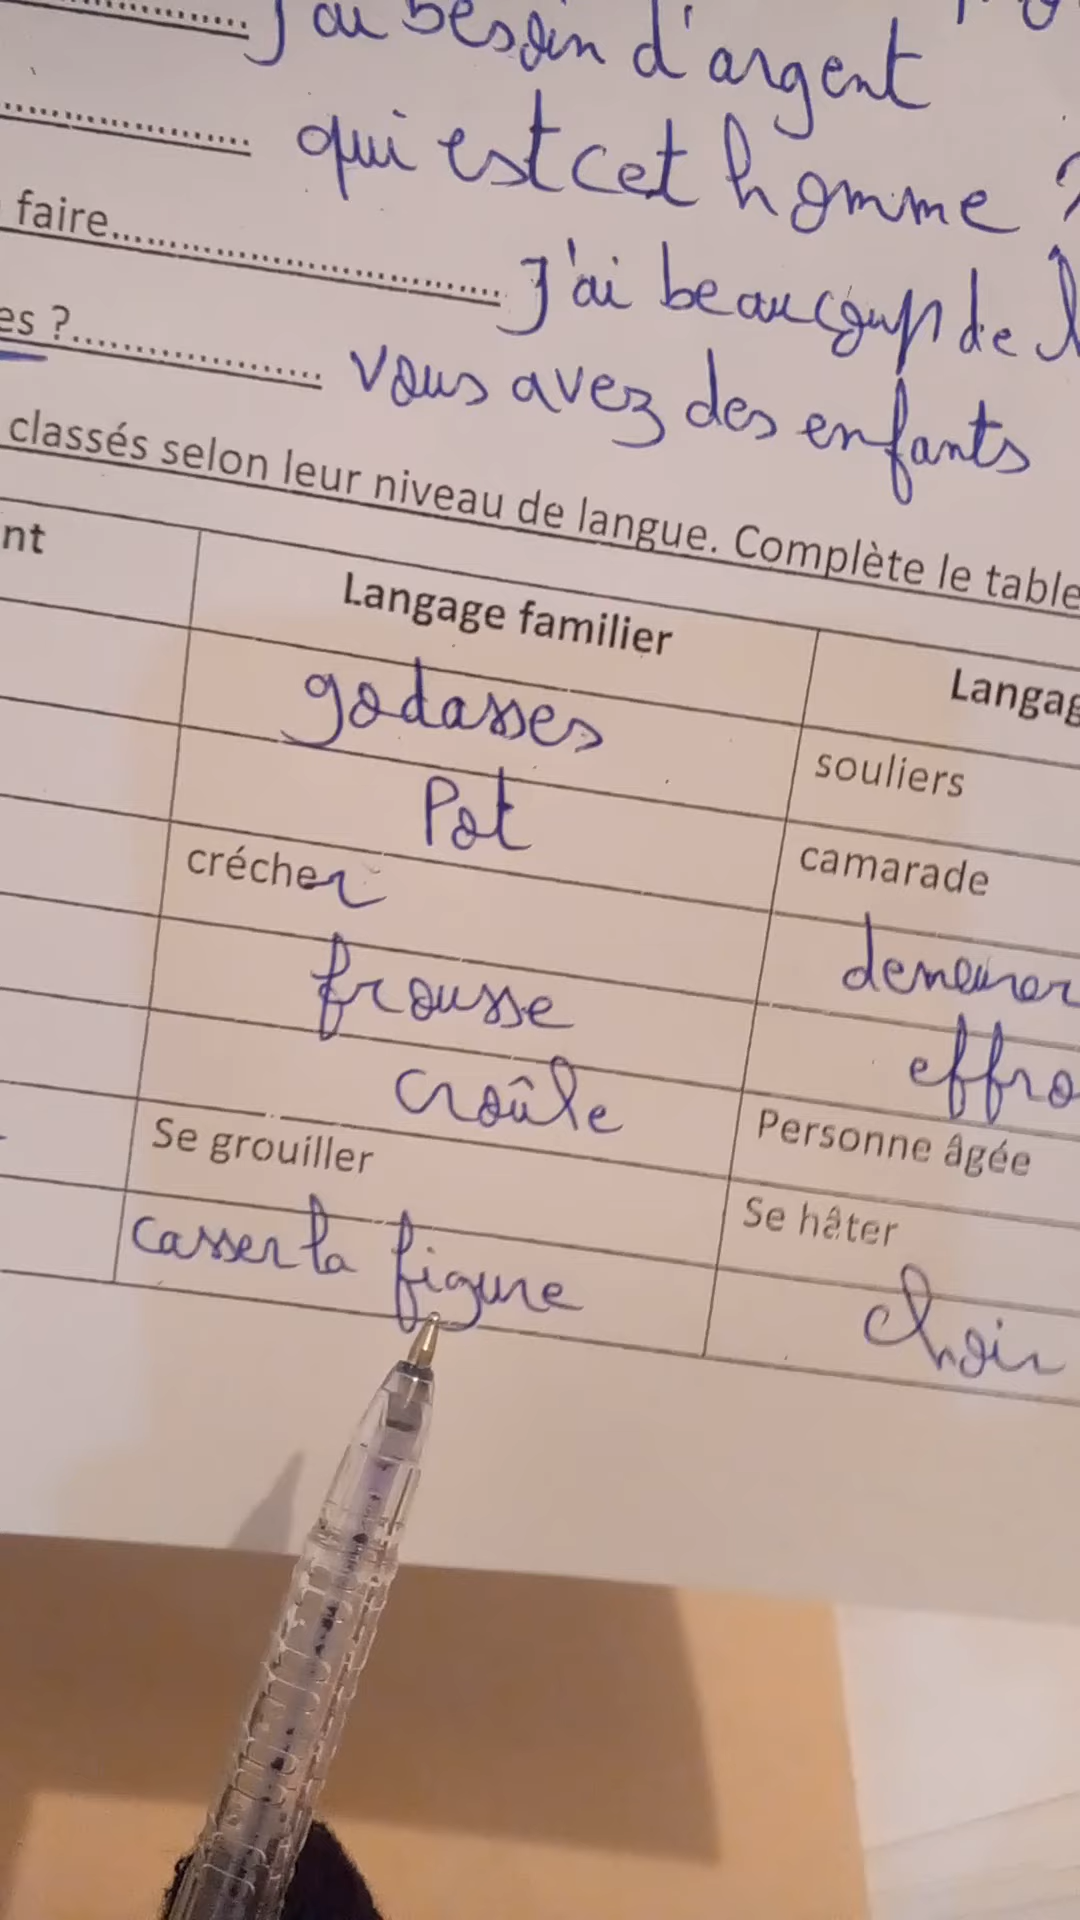 J'ai besoin d'argent
qui est cet homme ?
faire.......................................... J'ai beaucoup de
es ?........................... vous avez des enfants
classés selon leur niveau de langue. Complète le table
nt
Langage familier
Langag
godasses
souliers
Pot
camarade
crécher
demeurer
frousse
effro
croûle
Personne âgée
Se grouiller
Se hâter
casser la figure
choir